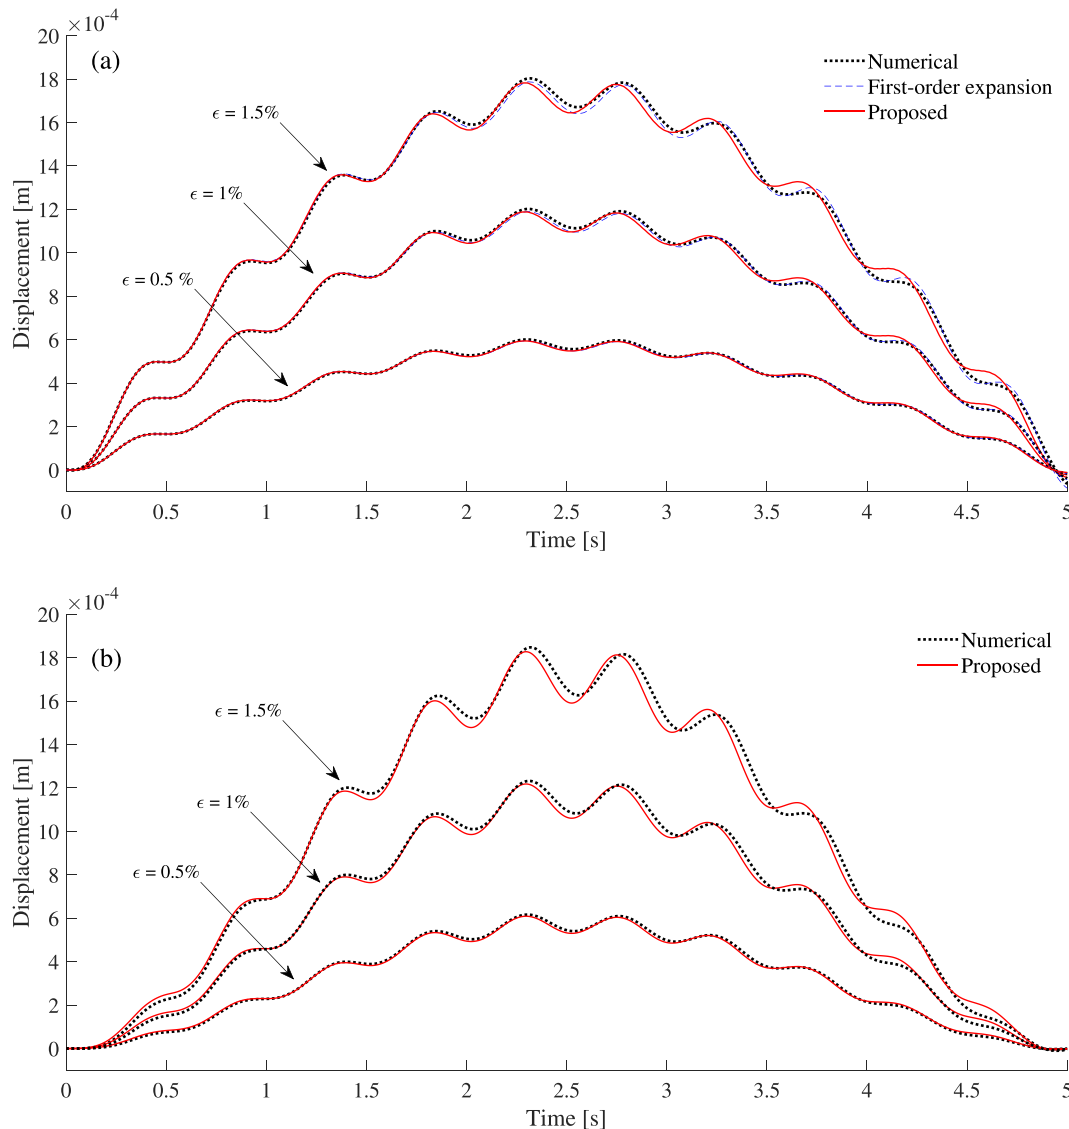 ×10⁻⁴
20
(a)
Numerical
18
First-order expansion
Proposed
16
ϵ = 1.5%
14
ϵ = 1%
12
10
ϵ = 0.5 %
8
6
4
2
0
Displacement [m]
0 0.5 1 1.5 2 2.5 3 3.5 4 4.5 5
Time [s]
×10⁻⁴
20
(b)
Numerical
18
Proposed
16
ϵ = 1.5%
14
12
ϵ = 1%
10
8
ϵ = 0.5%
6
4
2
0
Displacement [m]
0 0.5 1 1.5 2 2.5 3 3.5 4 4.5 5
Time [s]